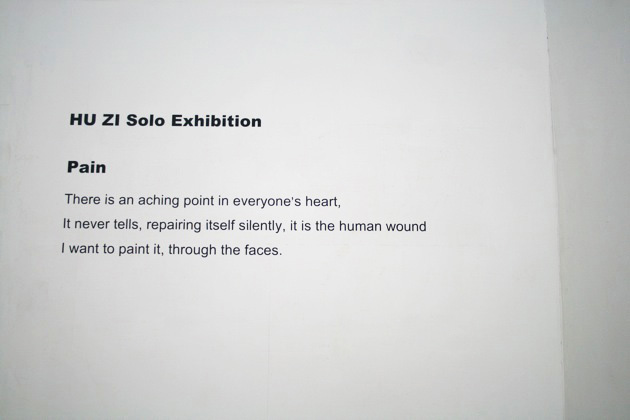 HU ZI Solo Exhibition
Pain
There is an aching point in everyone's heart,
It never tells, repairing itself silently, it is the human wound
I want to paint it, through the faces.